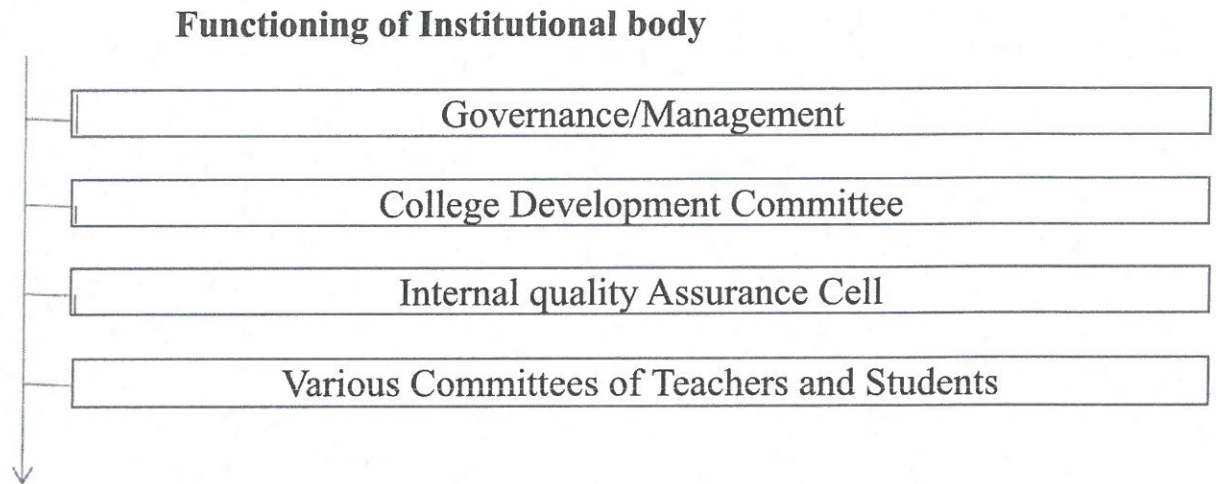 Functioning of Institutional body
Governance/Management
College Development Committee
Internal quality Assurance Cell
Various Committees of Teachers and Students